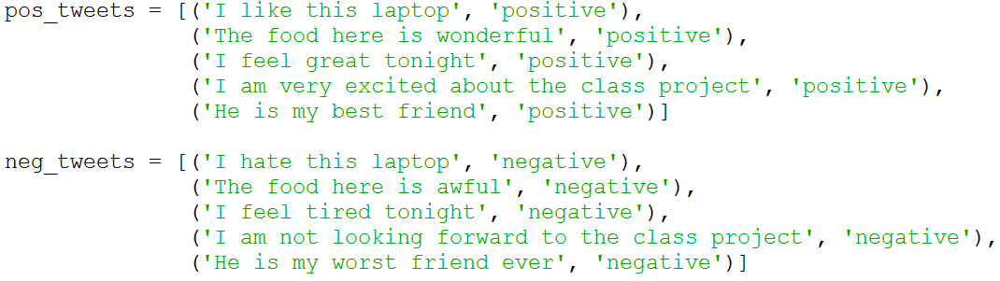 pos_tweets = [('I like this laptop', 'positive'),
('The food here is wonderful', 'positive'),
('I feel great tonight', 'positive'),
('I am very excited about the class project', 'positive'),
('He is my best friend', 'positive')]
neg_tweets = [('I hate this laptop', 'negative'),
('The food here is awful', 'negative'),
('I feel tired tonight', 'negative'),
('I am not looking forward to the class project', 'negative'),
('He is my worst friend ever', 'negative')]